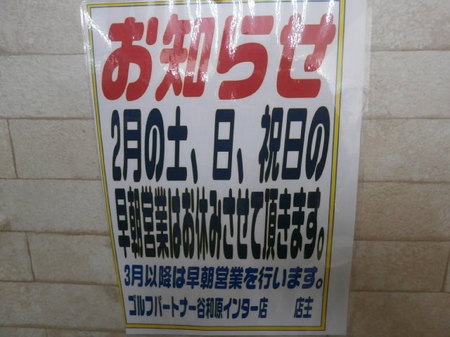 お知らせ
2月の土、日、祝日の
早朝営業はお休みさせて頂きます。
3月以降は早朝営業を行います。
ゴルフパートナー谷和原インター店 店主